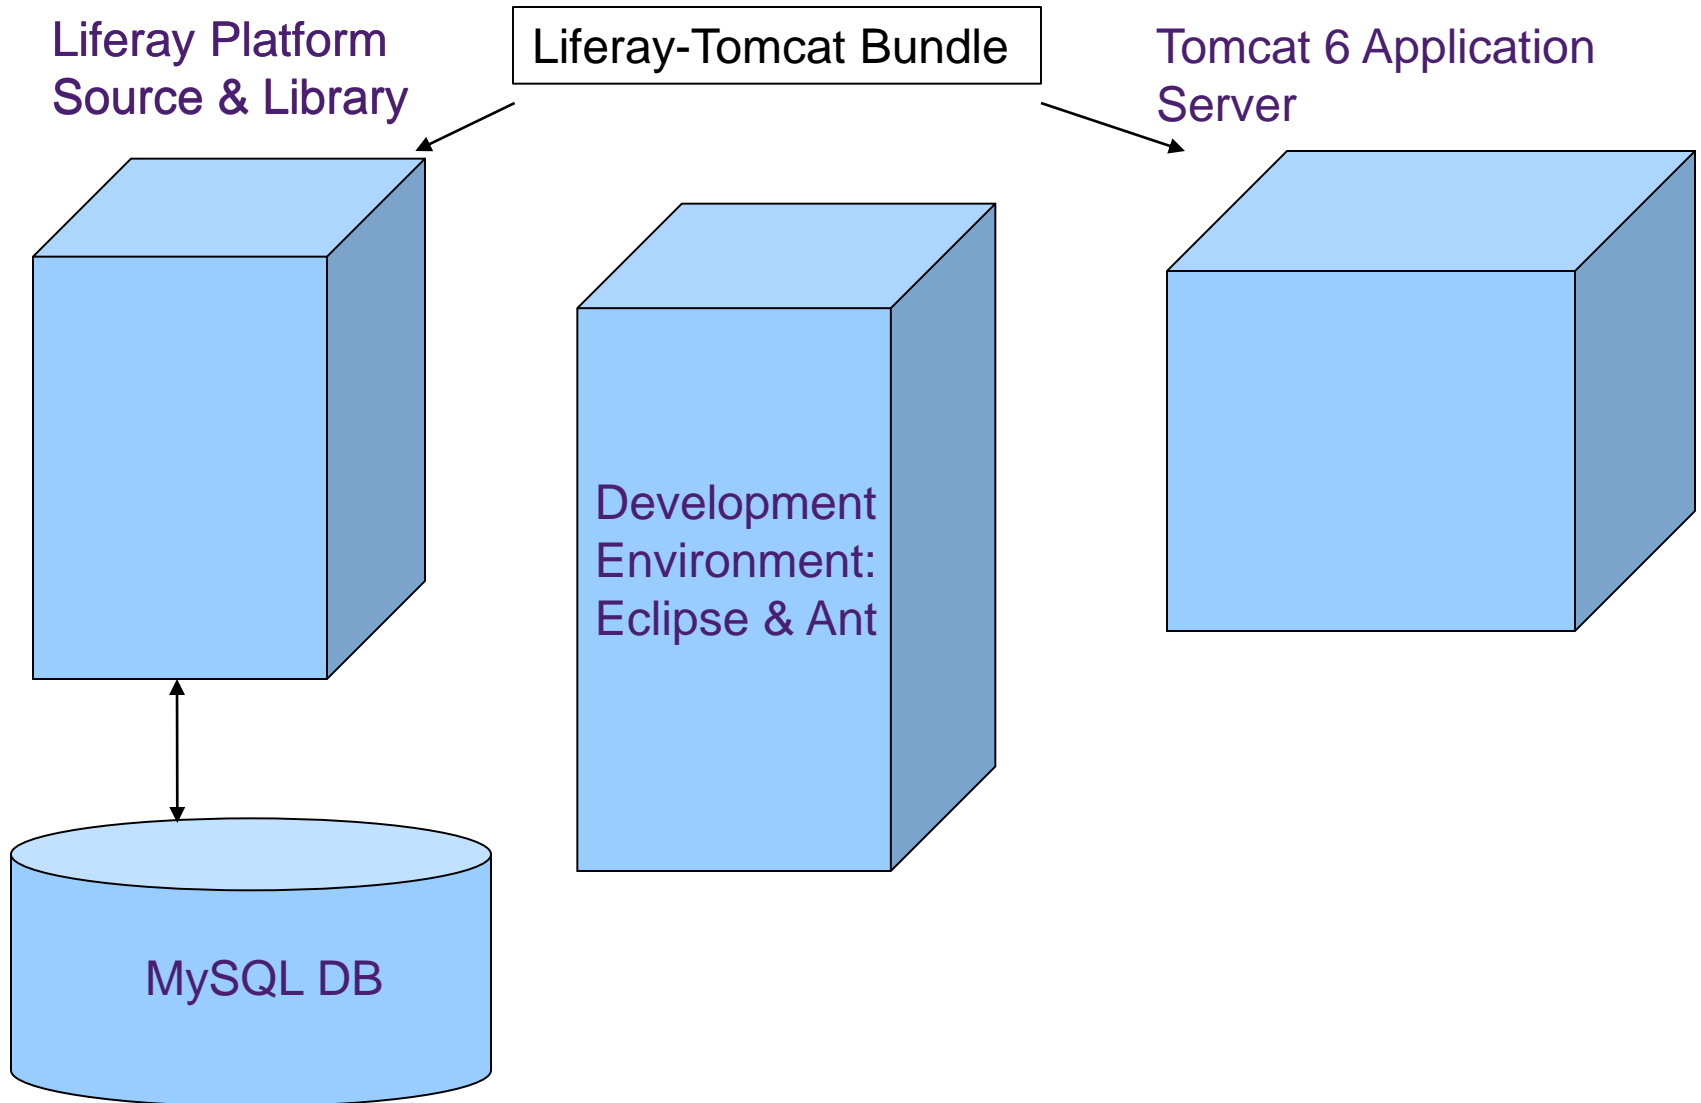 Liferay Platform
Source & Library
Liferay-Tomcat Bundle
Tomcat 6 Application
Server
Development
Environment:
Eclipse & Ant
MySQL DB